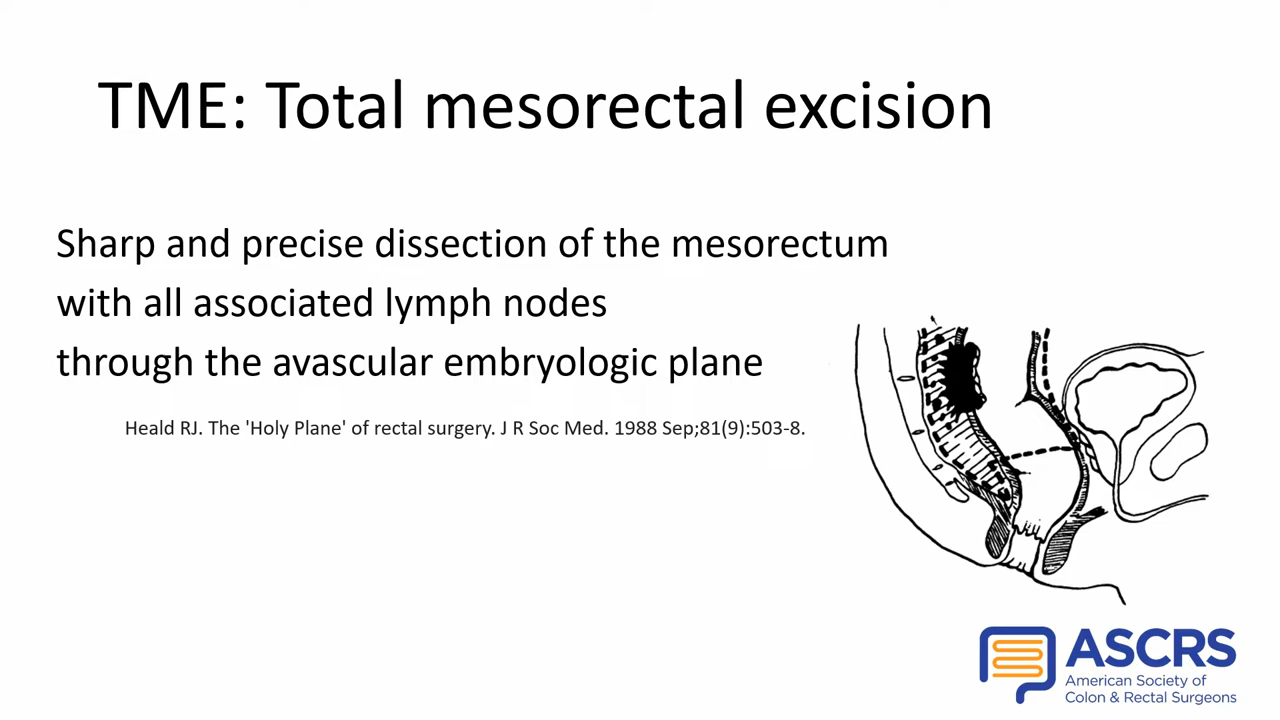 TME: Total mesorectal excision
Sharp and precise dissection of the mesorectum
with all associated lymph nodes
through the avascular embryologic plane
Heald RJ. The 'Holy Plane' of rectal surgery. J R Soc Med. 1988 Sep;81(9):503-8.
ASCRS
American Society of
Colon & Rectal Surgeons